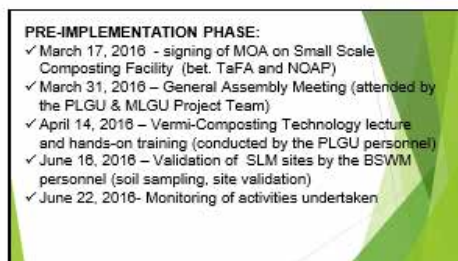 PRE-IMPLEMENTATION PHASE:
✓ March 17, 2016 - signing of MOA on Small Scale
Composting Facility (bet. TaFA and NOAP)
✓ March 31, 2016 – General Assembly Meeting (attended by
the PLGU & MLGU Project Team)
✓ April 14, 2016 – Vermi-Composting Technology lecture
and hands-on training (conducted by the PLGU personnel)
✓ June 16, 2016 – Validation of SLM sites by the BSWM
personnel (soil sampling, site validation)
✓ June 22, 2016- Monitoring of activities undertaken